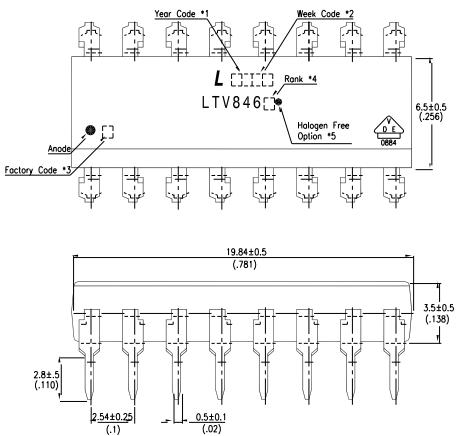 Year Code *1
Week Code *2
L
Rank *4
LTV846
Halogen Free
Option *5
V
D E
0884
6.5±0.5
(.256)
Anode
Factory Code *3
19.84±0.5
(.781)
3.5±0.5
(.138)
2.8±.5
(.110)
2.54±0.25
(.1)
0.5±0.1
(.02)